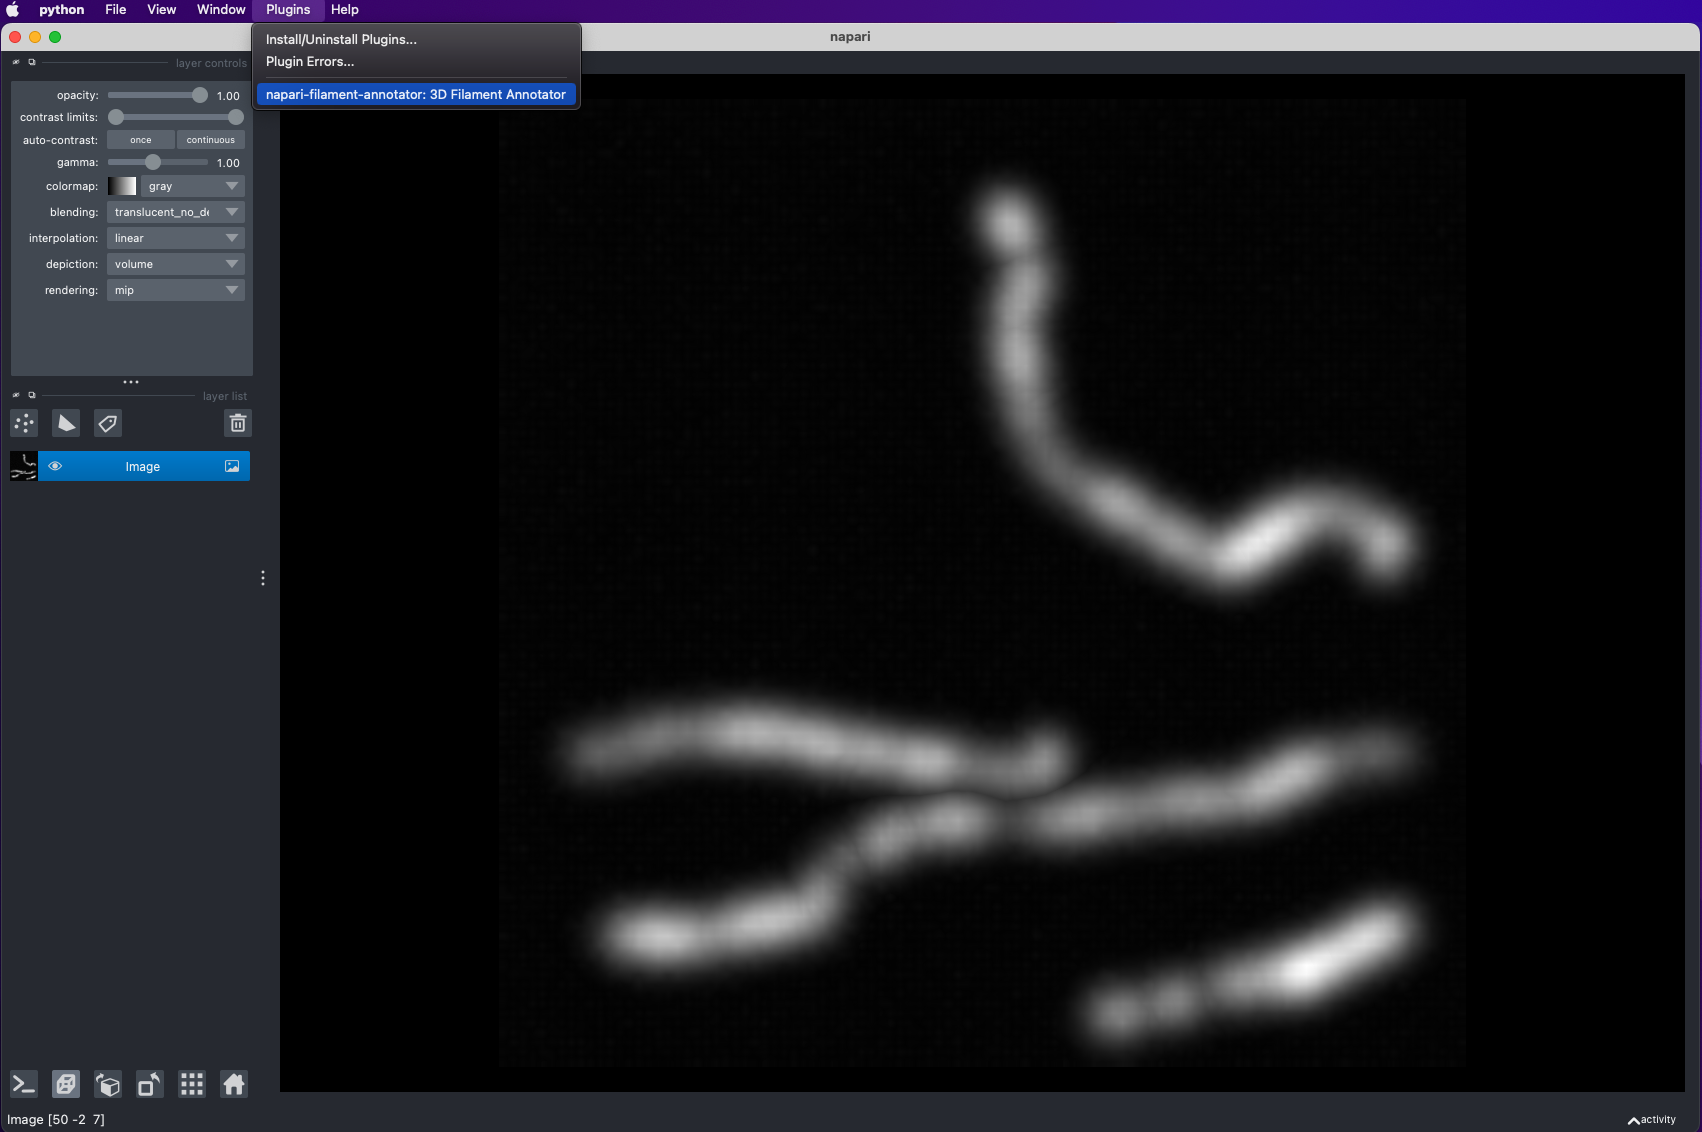 python File View Window Plugins Help
napari
Install/Uninstall Plugins...
Plugin Errors...
napari-filament-annotator: 3D Filament Annotator
layer controls
opacity: 1.00
contrast limits:
auto-contrast: once continuous
gamma: 1.00
colormap: gray
blending: translucent_no_de
interpolation: linear
depiction: volume
rendering: mip
layer list
Image
Image [50 -2 7]
activity